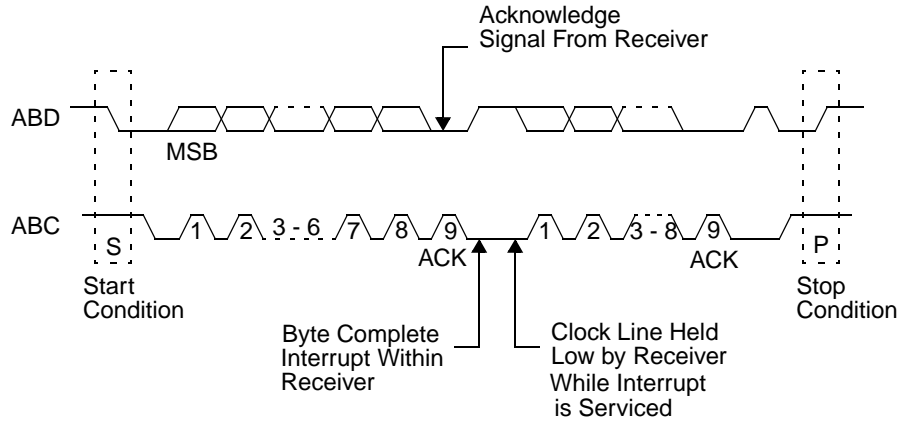 Acknowledge
Signal From Receiver
ABD
MSB
ABC
S
1
2
3 - 6
7
8
9
ACK
1
2
3 - 8
9
ACK
P
Start
Condition
Stop
Condition
Byte Complete
Interrupt Within
Receiver
Clock Line Held
Low by Receiver
While Interrupt
is Serviced